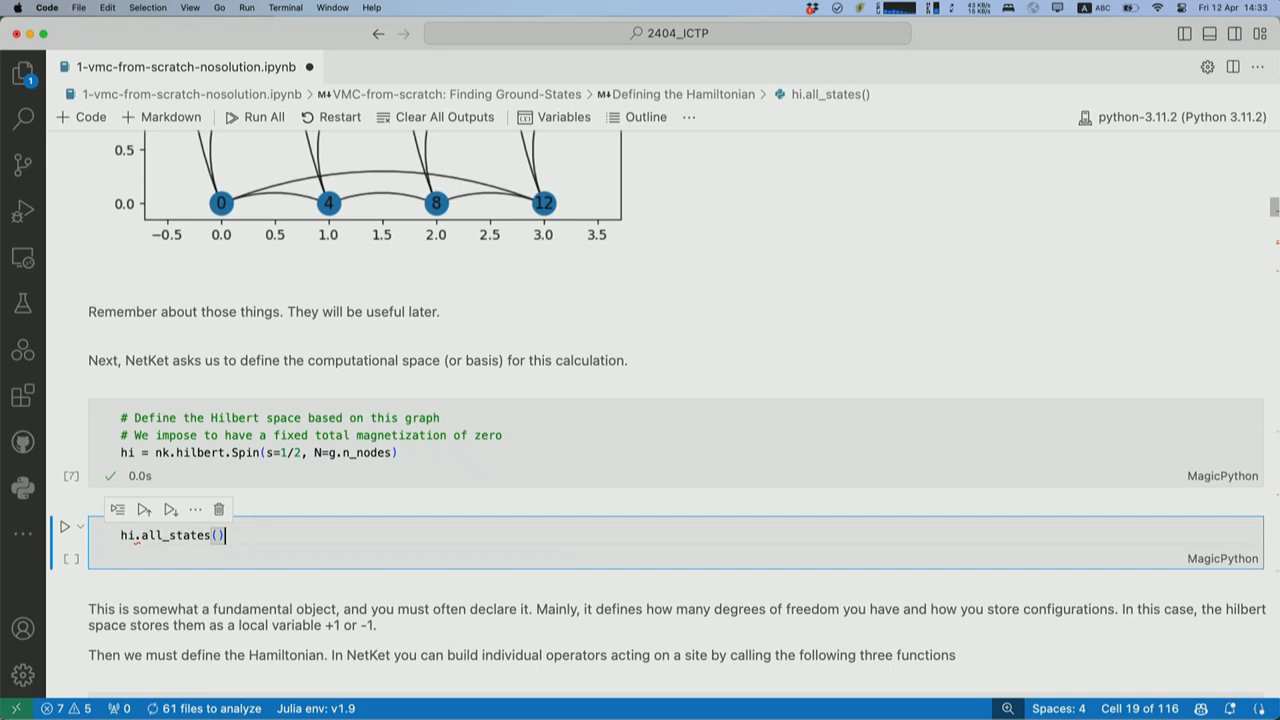 Code File Edit Selection View Go Run Terminal Window Help
43 KB/s
16 KB/s
A ABC
Fri 12 Apr 14:33
2404_ICTP
1-vmc-from-scratch-nosolution.ipynb
1-vmc-from-scratch-nosolution.ipynb > M↓VMC-from-scratch: Finding Ground-States > M↓Defining the Hamiltonian > hi.all_states()
+ Code + Markdown Run All Restart Clear All Outputs Variables Outline ... python-3.11.2 (Python 3.11.2)
0.5
0.0
0 4 8 12
−0.5 0.0 0.5 1.0 1.5 2.0 2.5 3.0 3.5
Remember about those things. They will be useful later.
Next, NetKet asks us to define the computational space (or basis) for this calculation.
# Define the Hilbert space based on this graph
# We impose to have a fixed total magnetization of zero
hi = nk.hilbert.Spin(s=1/2, N=g.n_nodes)
[7] ✓ 0.0s MagicPython
hi.all_states()
[ ] MagicPython
This is somewhat a fundamental object, and you must often declare it. Mainly, it defines how many degrees of freedom you have and how you store configurations. In this case, the hilbert
space stores them as a local variable +1 or -1.
Then we must define the Hamiltonian. In NetKet you can build individual operators acting on a site by calling the following three functions
1
7 5 0 61 files to analyze Julia env: v1.9 Spaces: 4 Cell 19 of 116